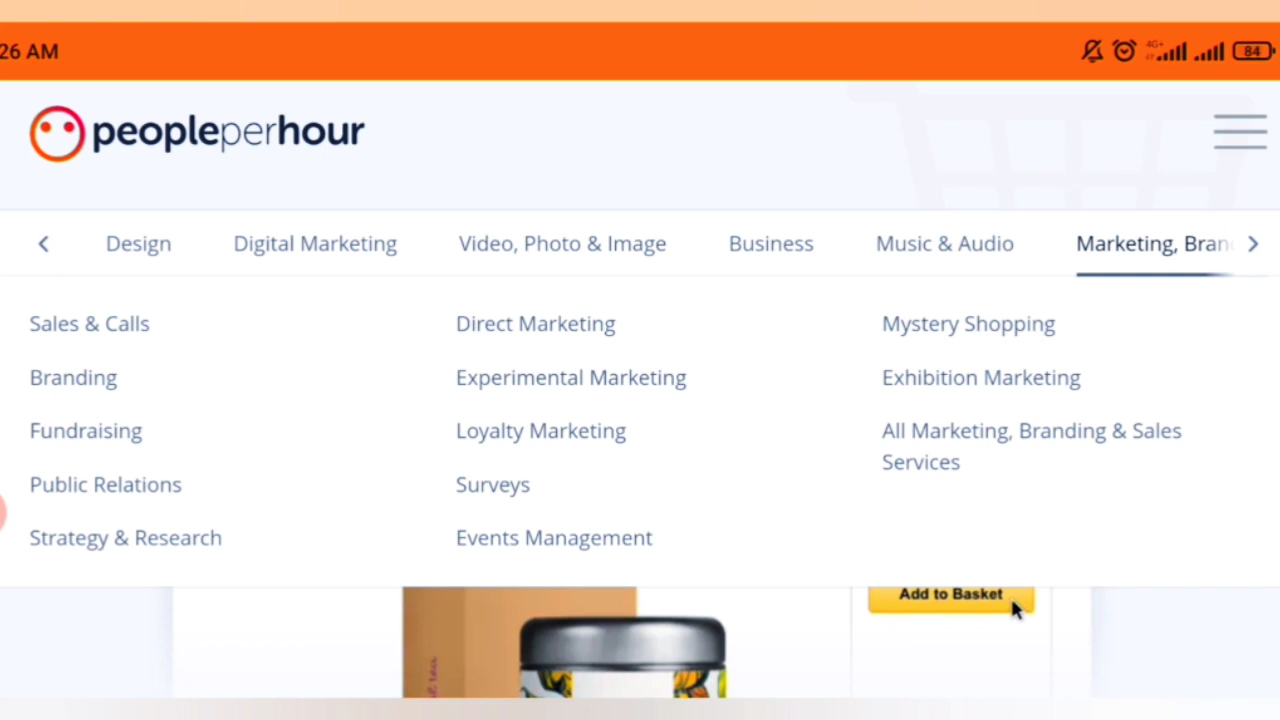 26 AM
4G+
84
peopleperhour
Design Digital Marketing Video, Photo & Image Business Music & Audio Marketing, Bran
Sales & Calls Direct Marketing Mystery Shopping
Branding Experimental Marketing Exhibition Marketing
Fundraising Loyalty Marketing All Marketing, Branding & Sales
Services
Public Relations Surveys
Strategy & Research Events Management
Add to Basket